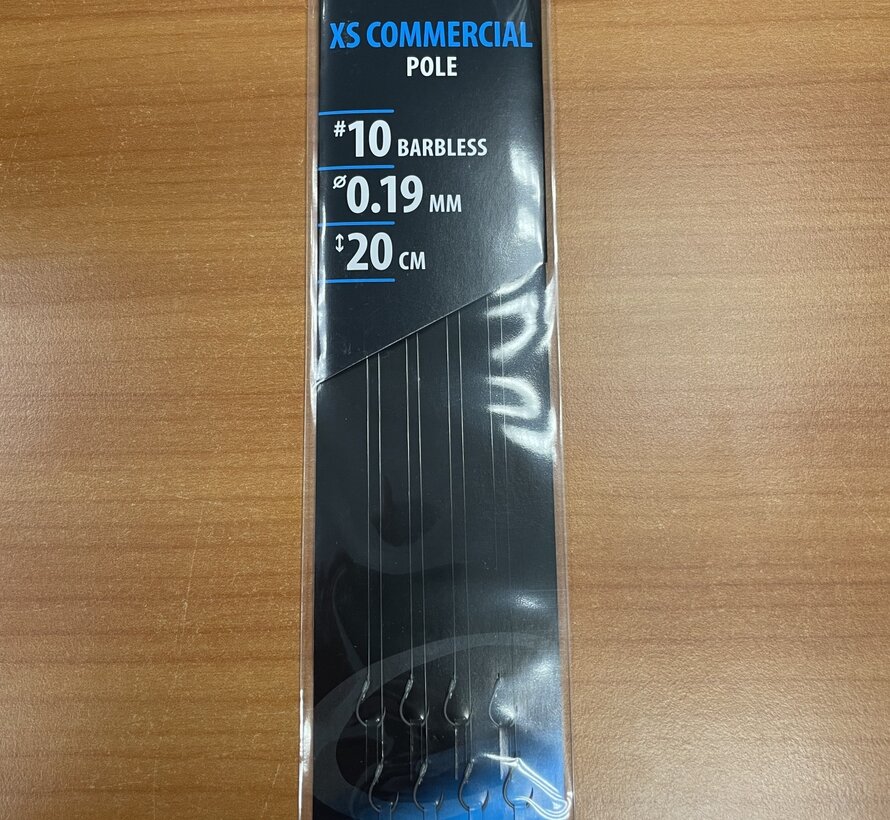 XS COMMERCIAL
POLE
#10 BARBLESS
⌀0.19 MM
↕20 CM